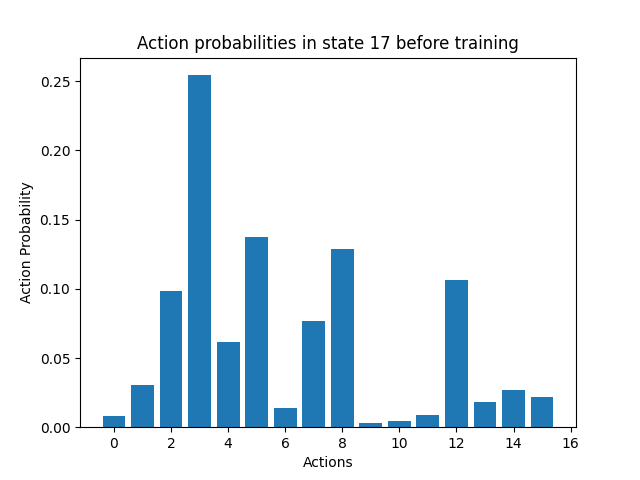 Action probabilities in state 17 before training
0.25
0.20
0.15
0.10
0.05
0.00
Action Probability
0 2 4 6 8 10 12 14 16
Actions